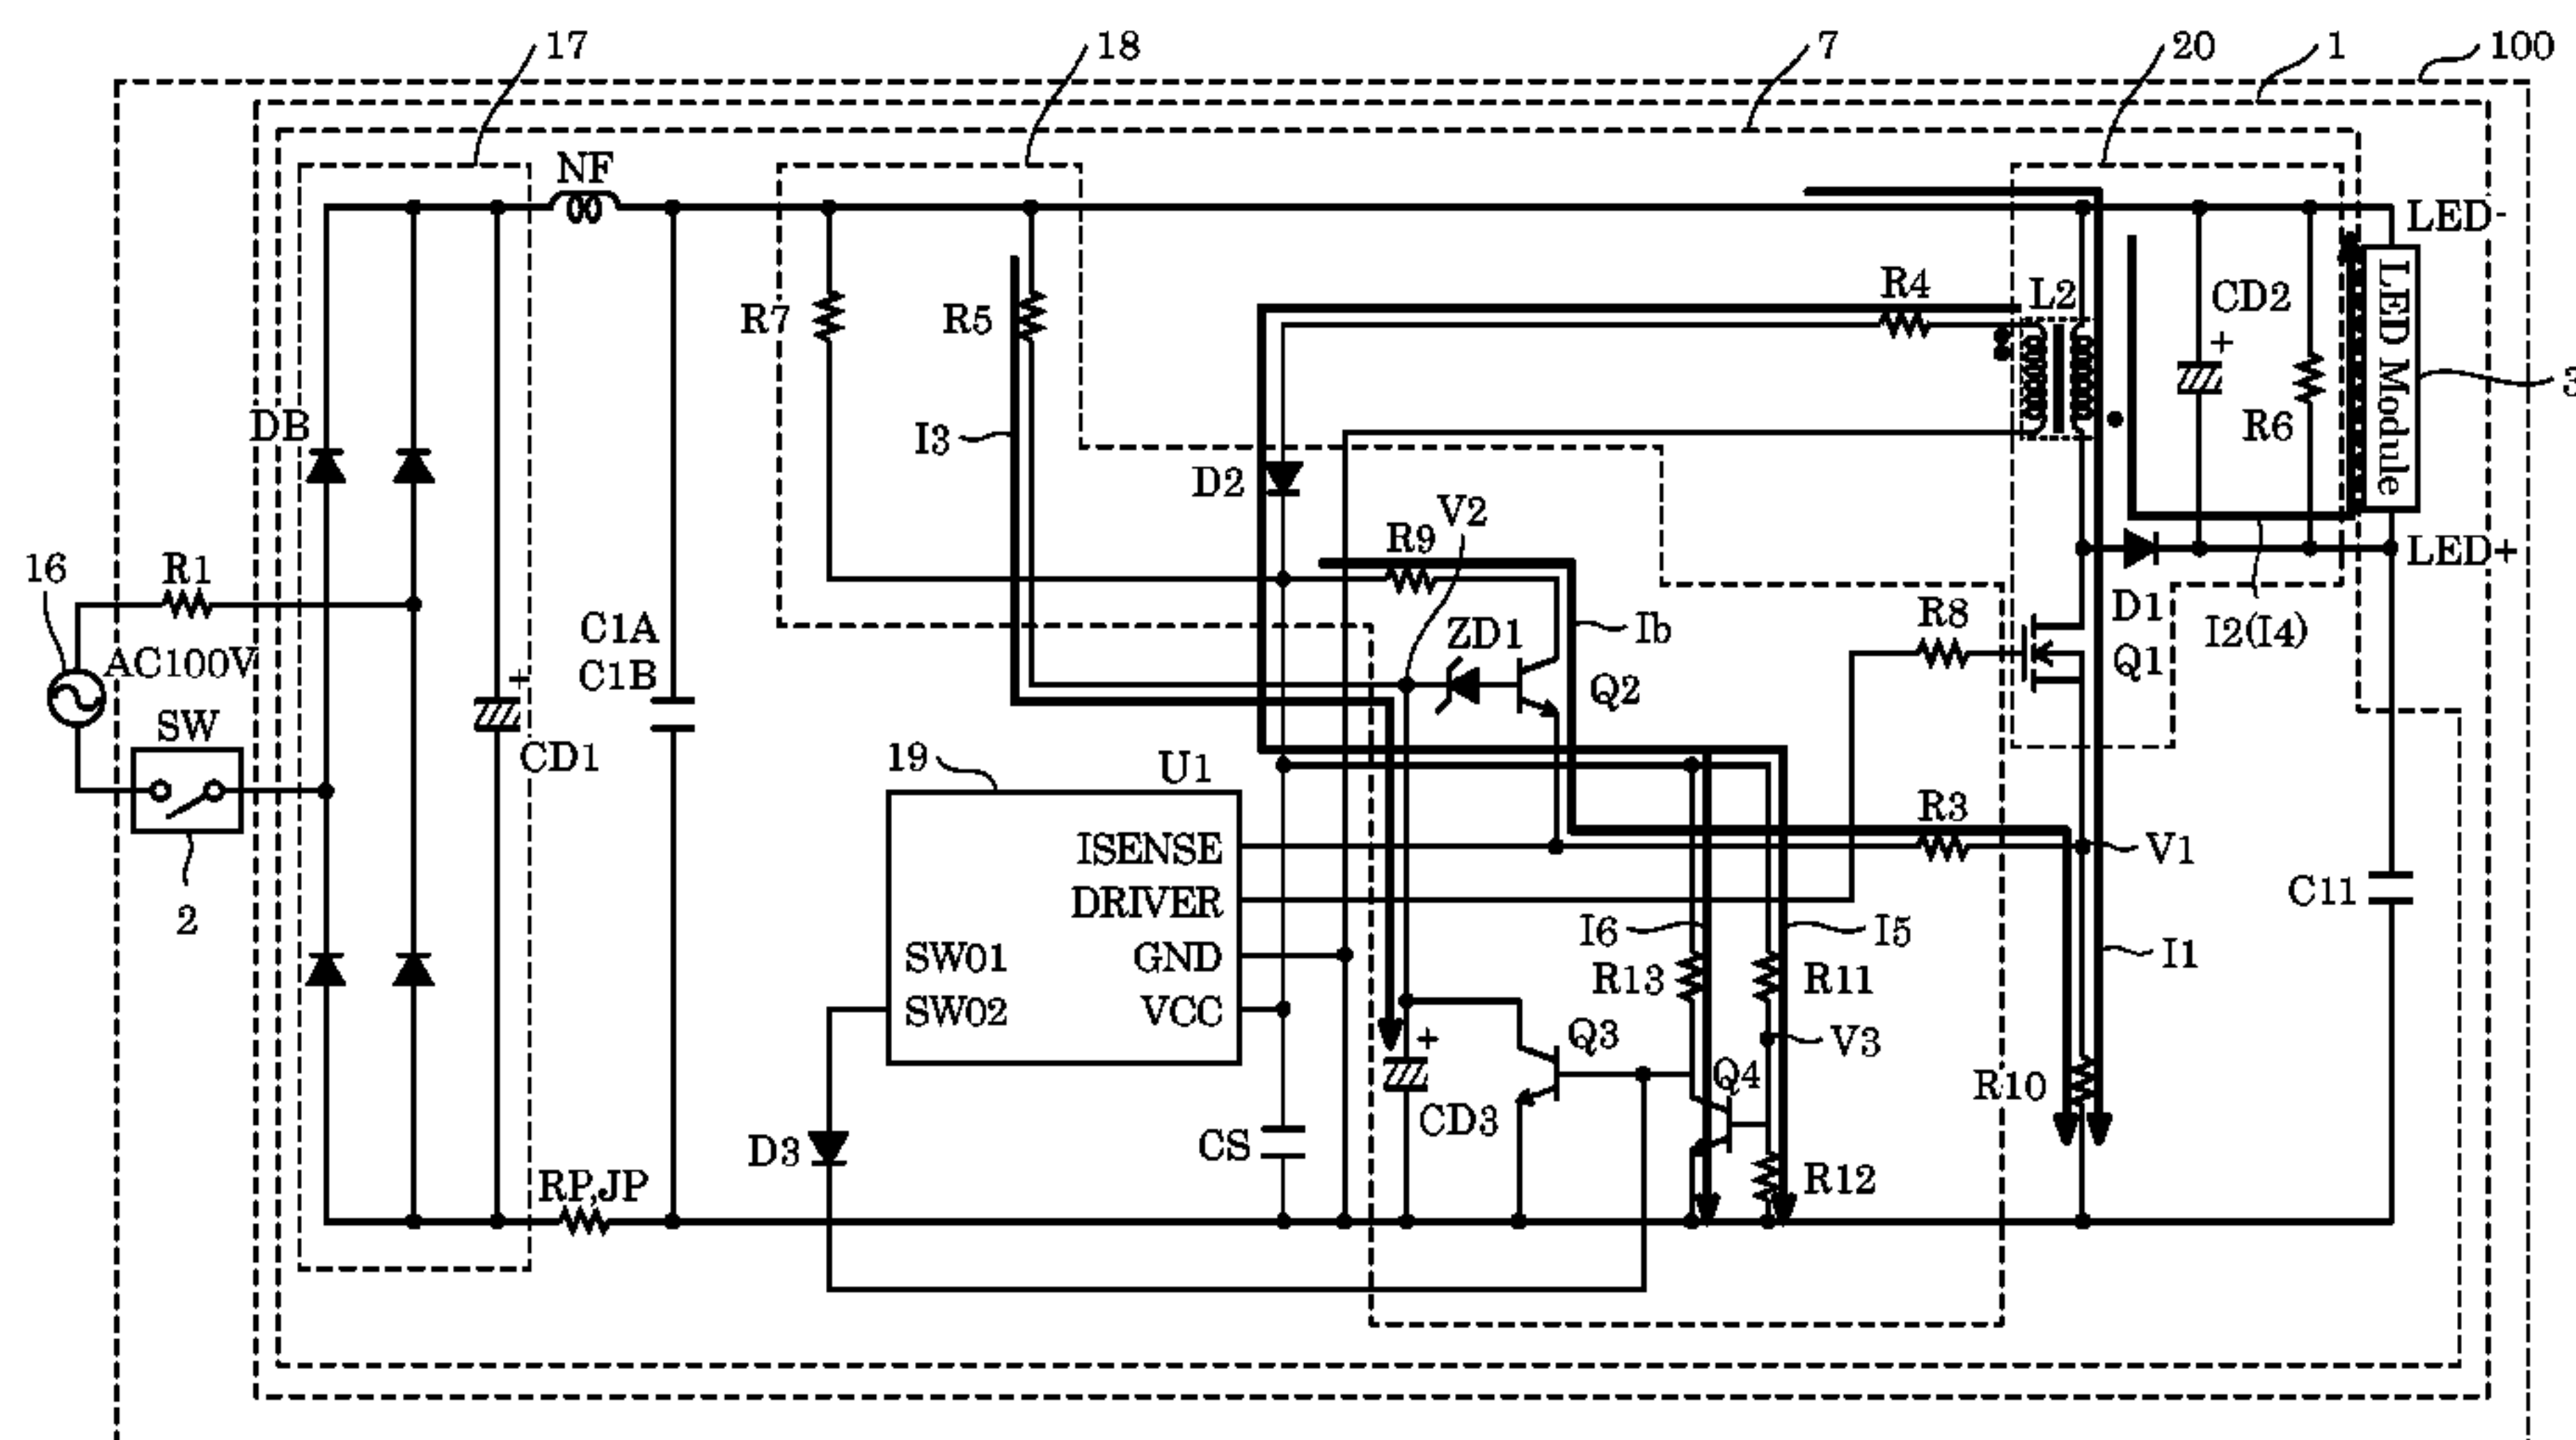 17
18
7
20
1
100
NF
LED-
R7
R5
R4
L2
CD2
+
R6
LED Module
3
DB
I3
D2
V2
R9
LED+
16
R1
AC100V
C1A
C1B
ZD1
Ib
R8
D1
I2(I4)
Q1
Q2
+
SW
CD1
19
U1
R3
V1
2
ISENSE
DRIVER
GND
VCC
SW01
SW02
I6
I5
I1
C11
R13
R11
+
Q3
V3
Q4
R10
CD3
D3
CS
RP,JP
R12